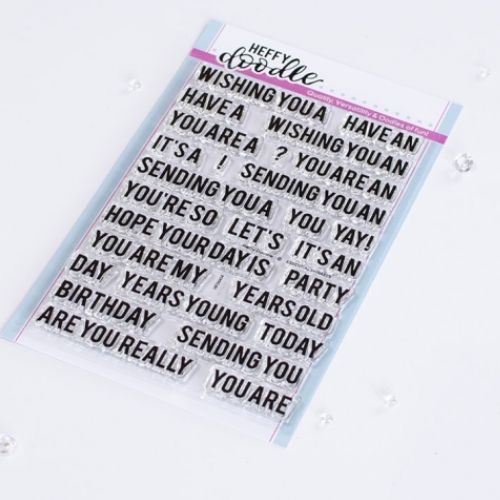 HEFFY
doodle
Quality, Versatility & Oodles of fun!
WISHING YOU A HAVE AN
HAVE A WISHING YOU AN
YOU ARE A ? YOU ARE AN
IT'S A ! SENDING YOU AN
SENDING YOU A YOU YAY!
YOU'RE SO LET'S IT'S AN
HOPE YOUR DAY IS PARTY
YOU ARE MY YEARS OLD
DAY YEARS YOUNG TODAY
BIRTHDAY SENDING YOU
ARE YOU REALLY YOU ARE